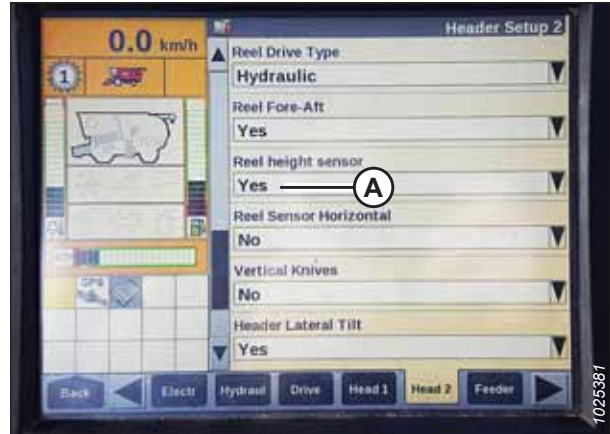 0.0 km/h
Header Setup 2
1
Reel Drive Type
Hydraulic
Reel Fore-Aft
Yes
Reel height sensor
Yes
A
Reel Sensor Horizontal
No
Vertical Knives
No
Header Lateral Tilt
Yes
Back
Electr
Hydraul
Drive
Head 1
Head 2
Feeder
1025381